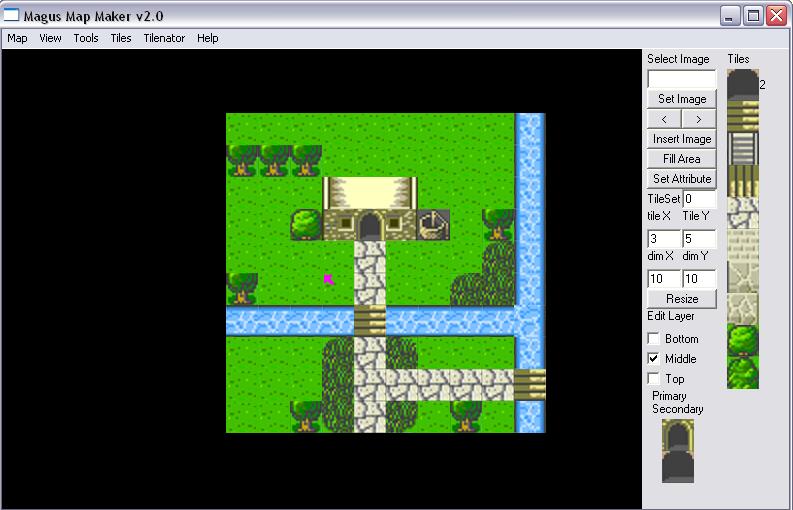 Magus Map Maker v2.0
Map View Tools Tiles Tilenator Help
Select Image
Set Image
< >
Insert Image
Fill Area
Set Attribute
TileSet 0
tile X Tile Y
3 5
dim X dim Y
10 10
Resize
Edit Layer
Bottom
Middle
Top
Primary
Secondary
Tiles
2